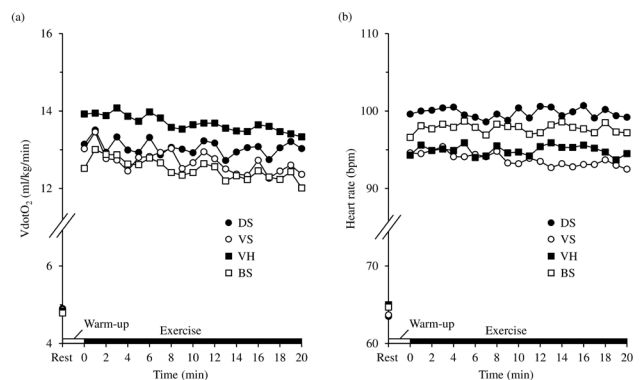 (a)
16
14
12
6
4
VdotO2 (ml/kg/min)
DS
VS
VH
BS
Warm-up
Exercise
Rest 0 2 4 6 8 10 12 14 16 18 20
Time (min)
(b)
110
100
90
70
60
Heart rate (bpm)
DS
VS
VH
BS
Warm-up
Exercise
Rest 0 2 4 6 8 10 12 14 16 18 20
Time (min)